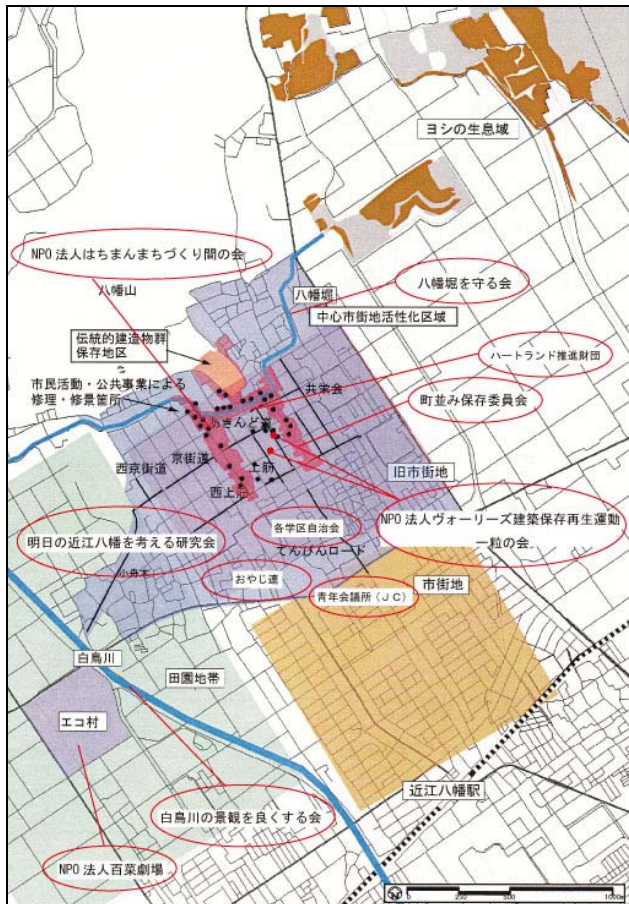 ヨシの生息域
NPO法人はちまんまちづくり間の会
八幡山
八幡堀
八幡堀を守る会
中心市街地活性化区域
伝統的建造物群
保存地区
ハートランド推進財団
市民活動・公共事業による
修理・修景箇所
共栄会
町並み保存委員会
京街道
上筋
西京街道
旧市街地
西上筋
各学区自治会
NPO法人ヴォーリーズ建築保存再生運動
一粒の会
明日の近江八幡を考える研究会
てんびんロード
小舟木
おやじ連
青年会議所(JC)
市街地
白鳥川
田園地帯
エコ村
近江八幡駅
白鳥川の景観を良くする会
NPO法人百菜劇場
0 250 500 1000m